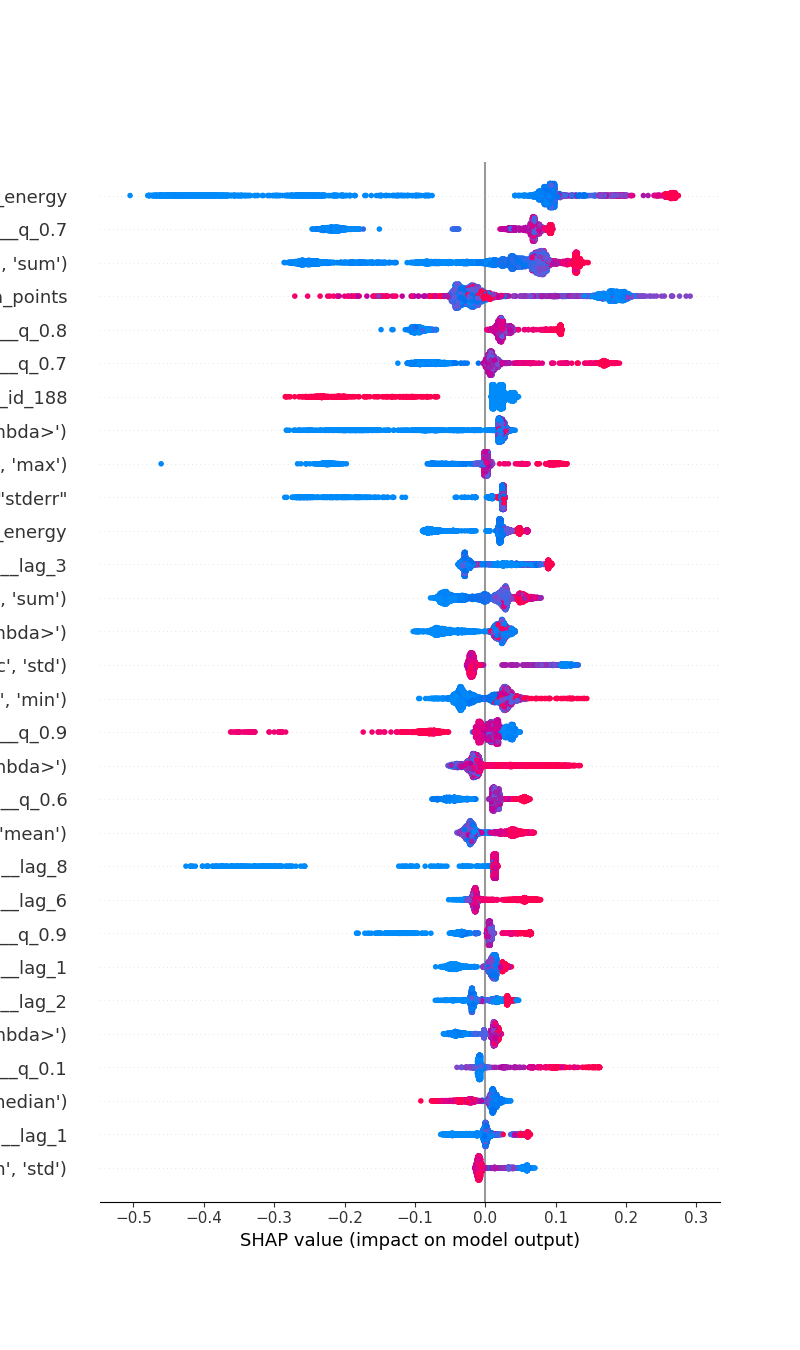 _energy
__q_0.7
, 'sum')
_points
__q_0.8
__q_0.7
_id_188
nbda>')
, 'max')
"stderr"
_energy
__lag_3
, 'sum')
nbda>')
c', 'std')
', 'min')
__q_0.9
nbda>')
__q_0.6
'mean')
__lag_8
__lag_6
__q_0.9
__lag_1
__lag_2
nbda>')
__q_0.1
nedian')
__lag_1
n', 'std')
−0.5 −0.4 −0.3 −0.2 −0.1 0.0 0.1 0.2 0.3
SHAP value (impact on model output)